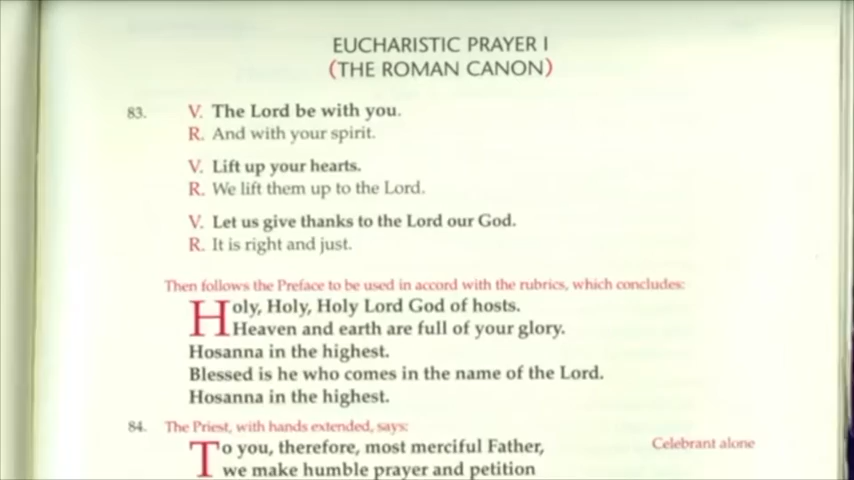 EUCHARISTIC PRAYER I
(THE ROMAN CANON)
83. V. The Lord be with you.
R. And with your spirit.
V. Lift up your hearts.
R. We lift them up to the Lord.
V. Let us give thanks to the Lord our God.
R. It is right and just.
Then follows the Preface to be used in accord with the rubrics, which concludes:
Holy, Holy, Holy Lord God of hosts.
Heaven and earth are full of your glory.
Hosanna in the highest.
Blessed is he who comes in the name of the Lord.
Hosanna in the highest.
84. The Priest, with hands extended, says:
To you, therefore, most merciful Father, Celebrant alone
we make humble prayer and petition